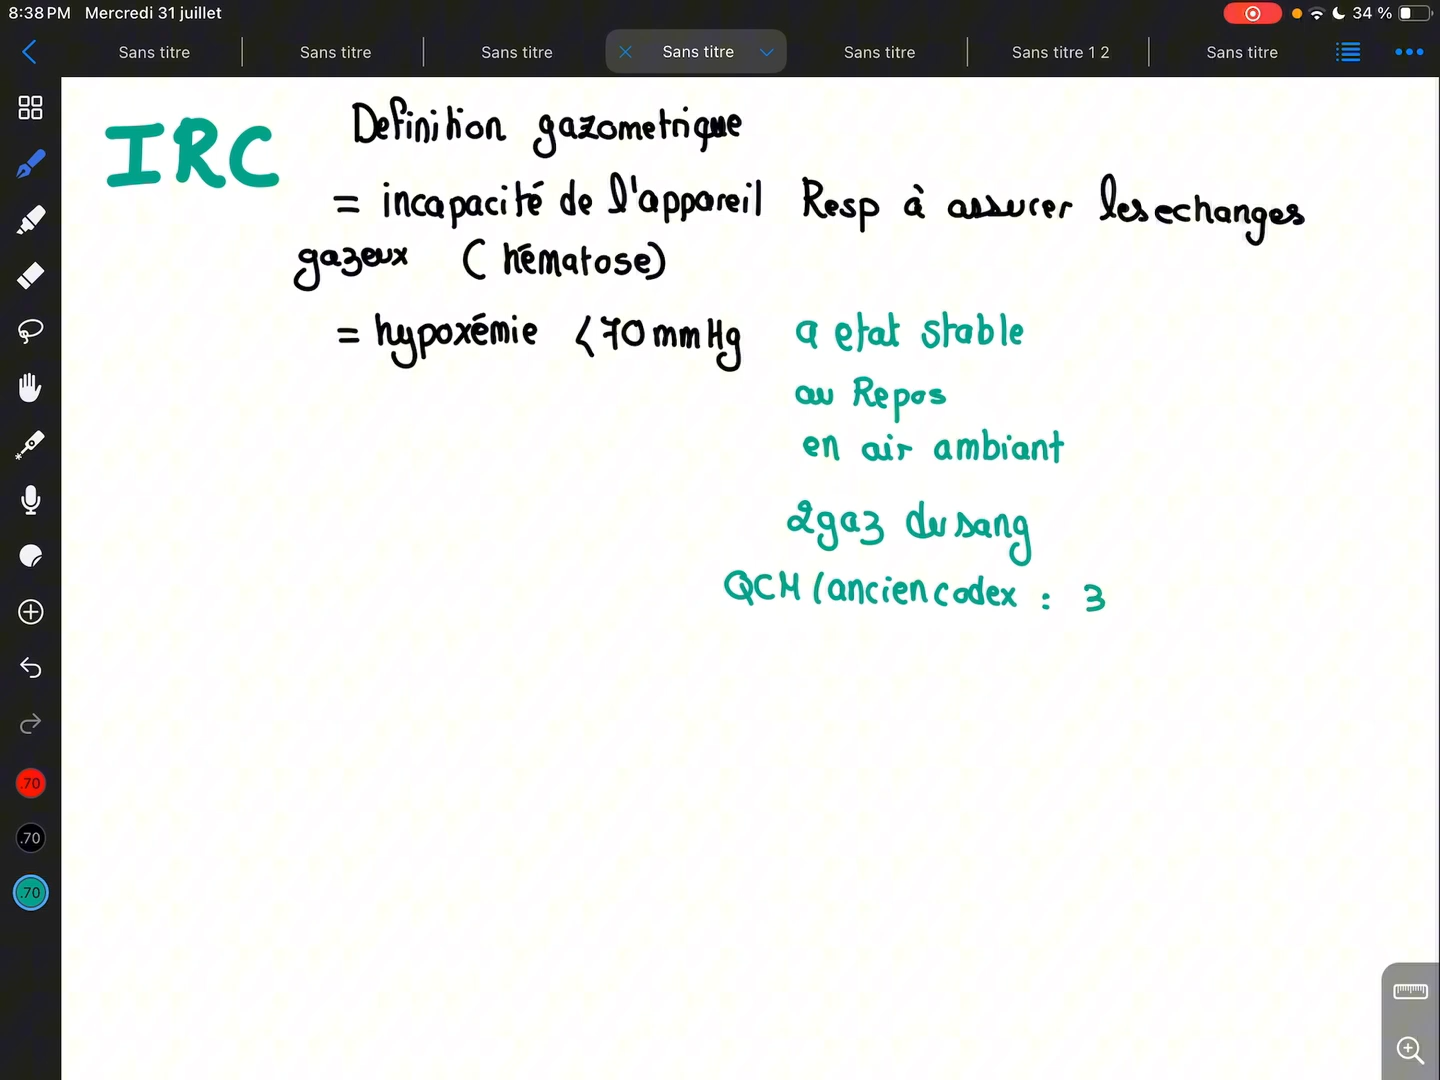 8:38 PM Mercredi 31 juillet 34 %
Sans titre Sans titre Sans titre Sans titre Sans titre Sans titre 1 2 Sans titre
IRC Definition gazometrique
= incapacité de l'appareil Resp à assurer les echanges
gazeux (hématose)
= hypoxémie <70 mmHg a etat stable
au Repos
en air ambiant
2 gaz du sang
QCM (ancien codex : 3
.70
.70
.70